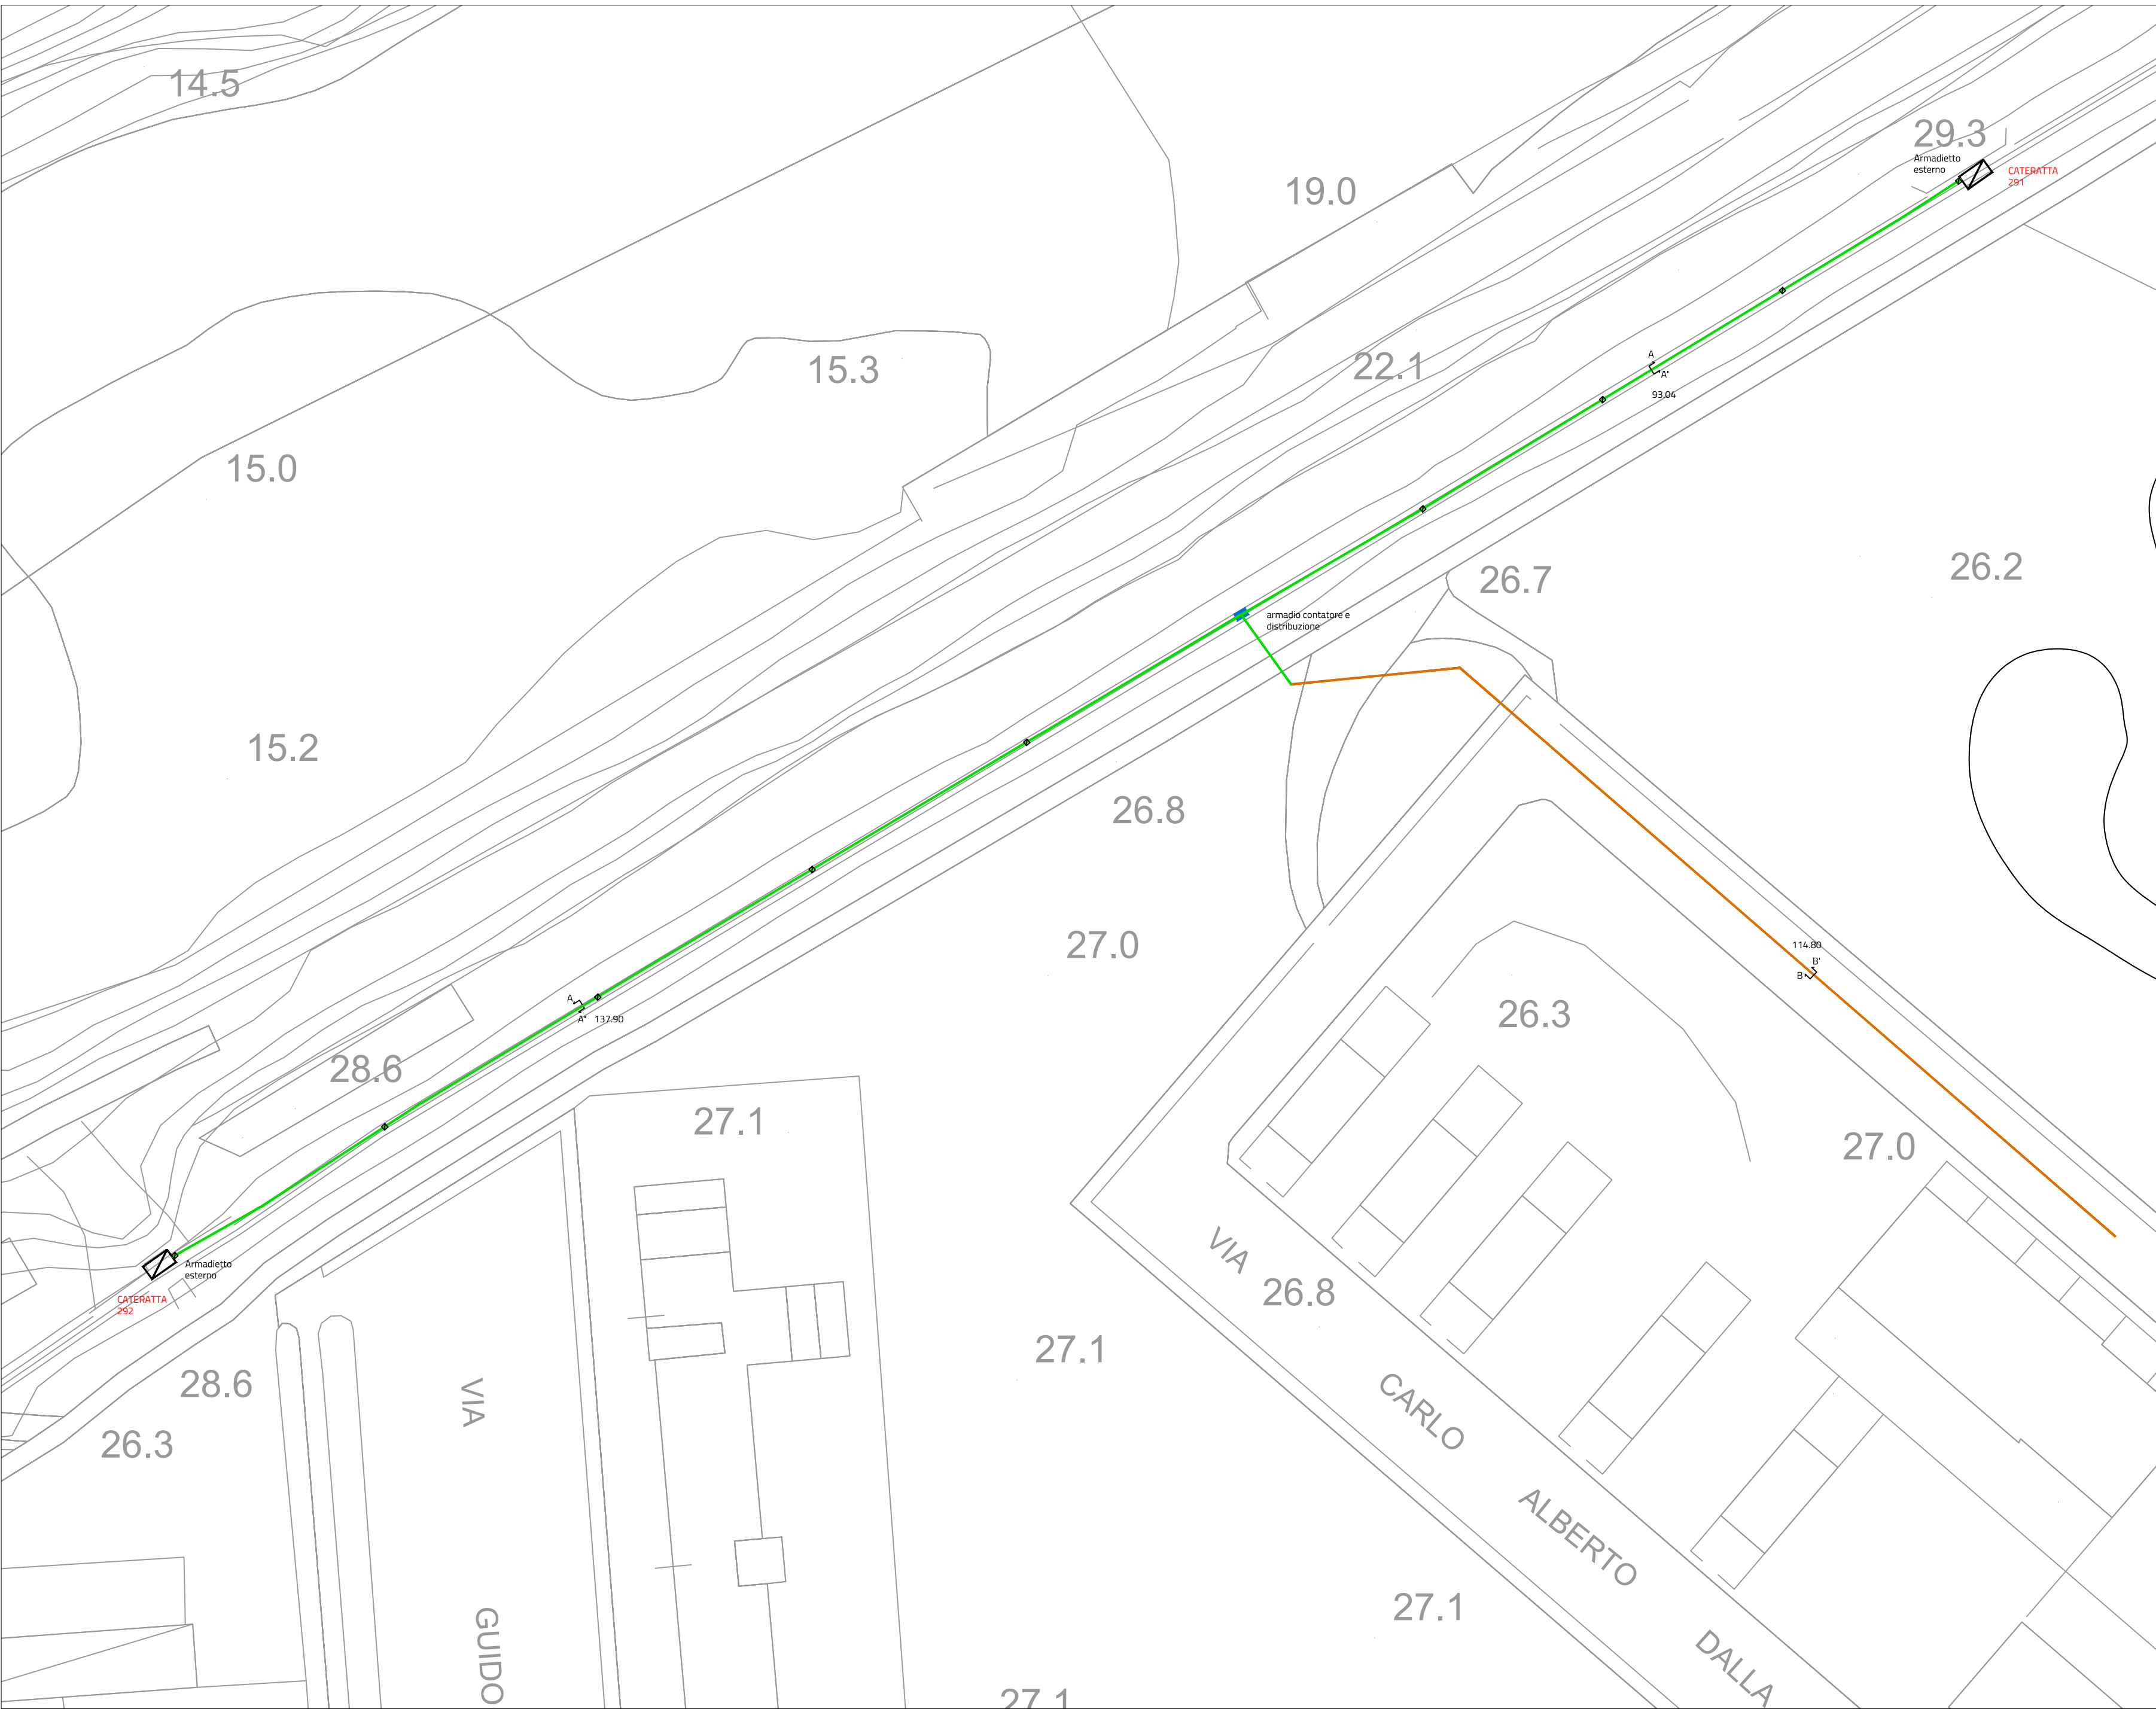 14.5
29.3
Armadietto
esterno
CATERATTA
291
19.0
15.3
22.1
A
A'
93.04
15.0
26.7
26.2
armadio contatore e
distribuzione
15.2
26.8
27.0
114.80
B'
B
A
A'
137.90
26.3
28.6
27.1
27.0
Armadietto
esterno
CATERATTA
292
VIA
26.8
27.1
28.6
VIA
CARLO
26.3
ALBERTO
27.1
GUIDO
DALLA
27.1